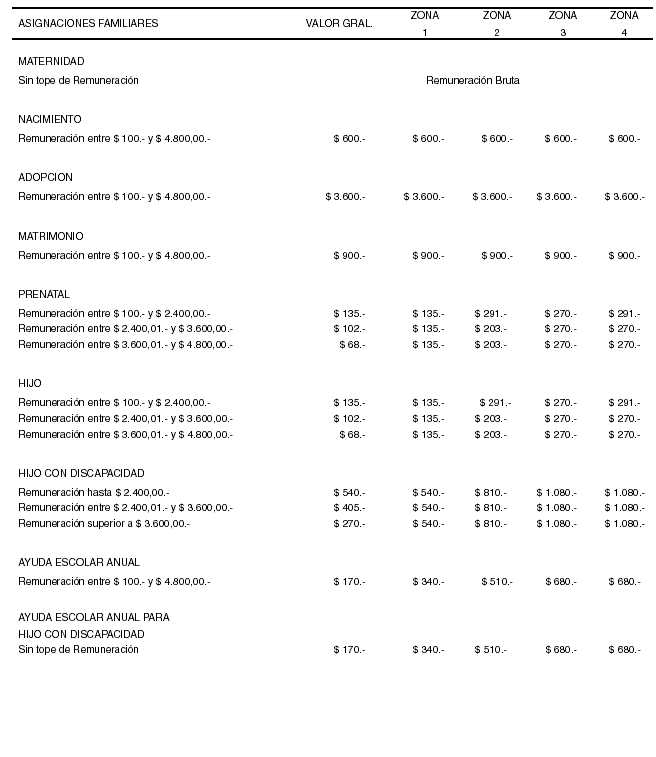 ASIGNACIONES FAMILIARES VALOR GRAL. ZONA 1 ZONA 2 ZONA 3 ZONA 4
MATERNIDAD
Sin tope de Remuneración Remuneración Bruta
NACIMIENTO
Remuneración entre $ 100.- y $ 4.800,00.- $ 600.- $ 600.- $ 600.- $ 600.- $ 600.-
ADOPCION
Remuneración entre $ 100.- y $ 4.800,00.- $ 3.600.- $ 3.600.- $ 3.600.- $ 3.600.- $ 3.600.-
MATRIMONIO
Remuneración entre $ 100.- y $ 4.800,00.- $ 900.- $ 900.- $ 900.- $ 900.- $ 900.-
PRENATAL
Remuneración entre $ 100.- y $ 2.400,00.- $ 135.- $ 135.- $ 291.- $ 270.- $ 291.-
Remuneración entre $ 2.400,01.- y $ 3.600,00.- $ 102.- $ 135.- $ 203.- $ 270.- $ 270.-
Remuneración entre $ 3.600,01.- y $ 4.800,00.- $ 68.- $ 135.- $ 203.- $ 270.- $ 270.-
HIJO
Remuneración entre $ 100.- y $ 2.400,00.- $ 135.- $ 135.- $ 291.- $ 270.- $ 291.-
Remuneración entre $ 2.400,01.- y $ 3.600,00.- $ 102.- $ 135.- $ 203.- $ 270.- $ 270.-
Remuneración entre $ 3.600,01.- y $ 4.800,00.- $ 68.- $ 135.- $ 203.- $ 270.- $ 270.-
HIJO CON DISCAPACIDAD
Remuneración hasta $ 2.400,00.- $ 540.- $ 540.- $ 810.- $ 1.080.- $ 1.080.-
Remuneración entre $ 2.400,01.- y $ 3.600,00.- $ 405.- $ 540.- $ 810.- $ 1.080.- $ 1.080.-
Remuneración superior a $ 3.600,00.- $ 270.- $ 540.- $ 810.- $ 1.080.- $ 1.080.-
AYUDA ESCOLAR ANUAL
Remuneración entre $ 100.- y $ 4.800,00.- $ 170.- $ 340.- $ 510.- $ 680.- $ 680.-
AYUDA ESCOLAR ANUAL PARA
HIJO CON DISCAPACIDAD
Sin tope de Remuneración $ 170.- $ 340.- $ 510.- $ 680.- $ 680.-